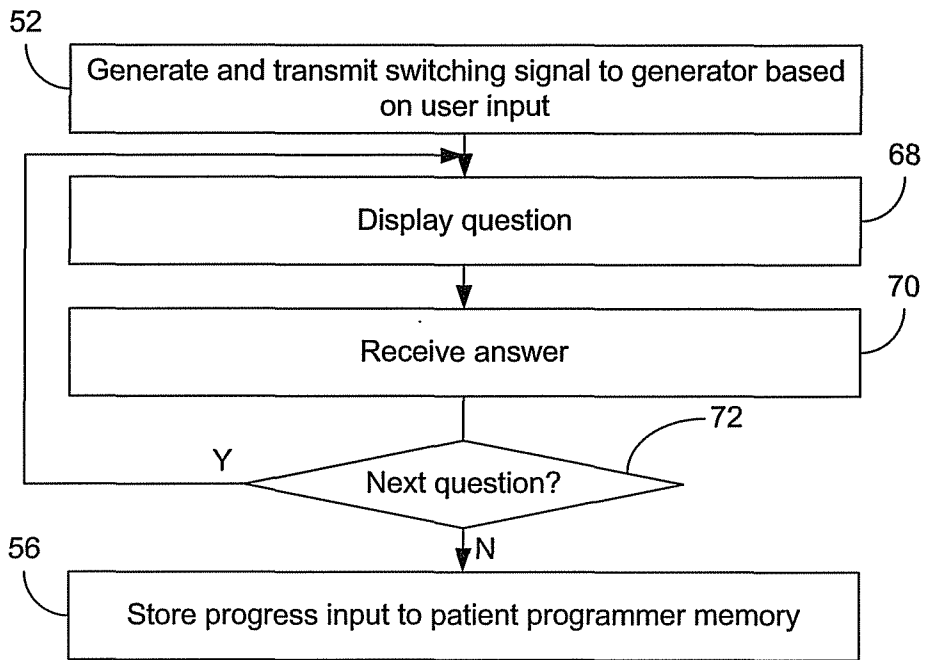 52
Generate and transmit switching signal to generator based
on user input
68
Display question
70
Receive answer
72
Y
Next question?
N
56
Store progress input to patient programmer memory